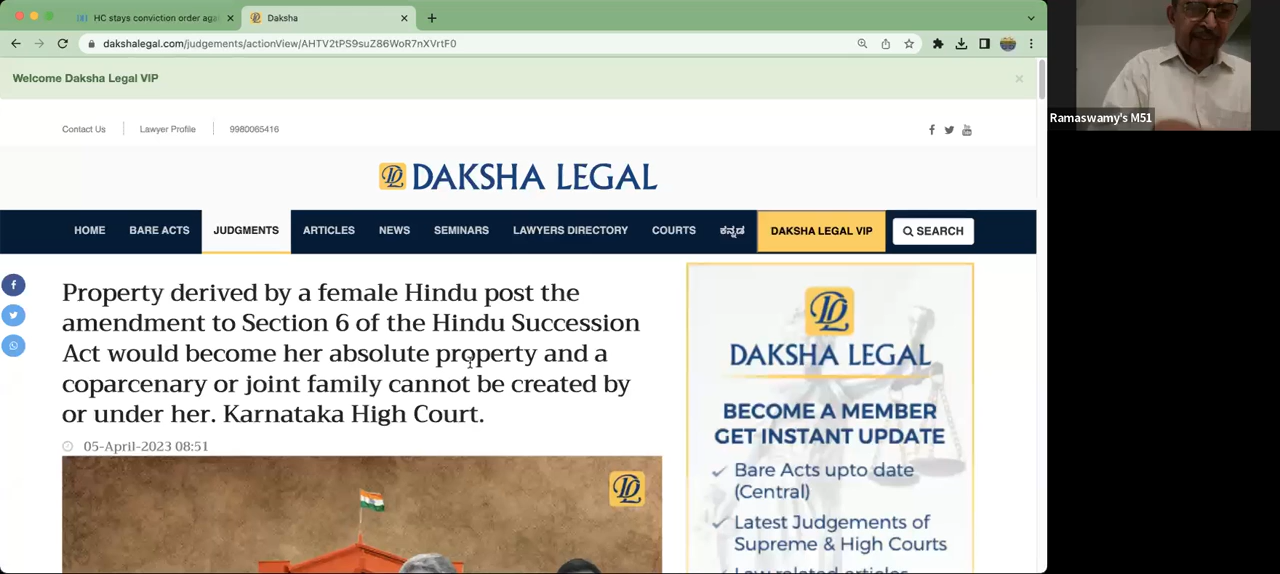 HC stays conviction order aga
Daksha
dakshalegal.com/judgements/actionView/AHTV2tPS9suZ86WoR7nXVrtF0
Welcome Daksha Legal VIP
Contact Us
Lawyer Profile
9980065416
DAKSHA LEGAL
HOME
BARE ACTS
JUDGMENTS
ARTICLES
NEWS
SEMINARS
LAWYERS DIRECTORY
COURTS
ಕನ್ನಡ
DAKSHA LEGAL VIP
SEARCH
Property derived by a female Hindu post the
amendment to Section 6 of the Hindu Succession
Act would become her absolute property and a
coparcenary or joint family cannot be created by
or under her. Karnataka High Court.
05-April-2023 08:51
DAKSHA LEGAL
BECOME A MEMBER
GET INSTANT UPDATE
Bare Acts upto date
(Central)
Latest Judgements of
Supreme & High Courts
Law related articles
Ramaswamy's M51